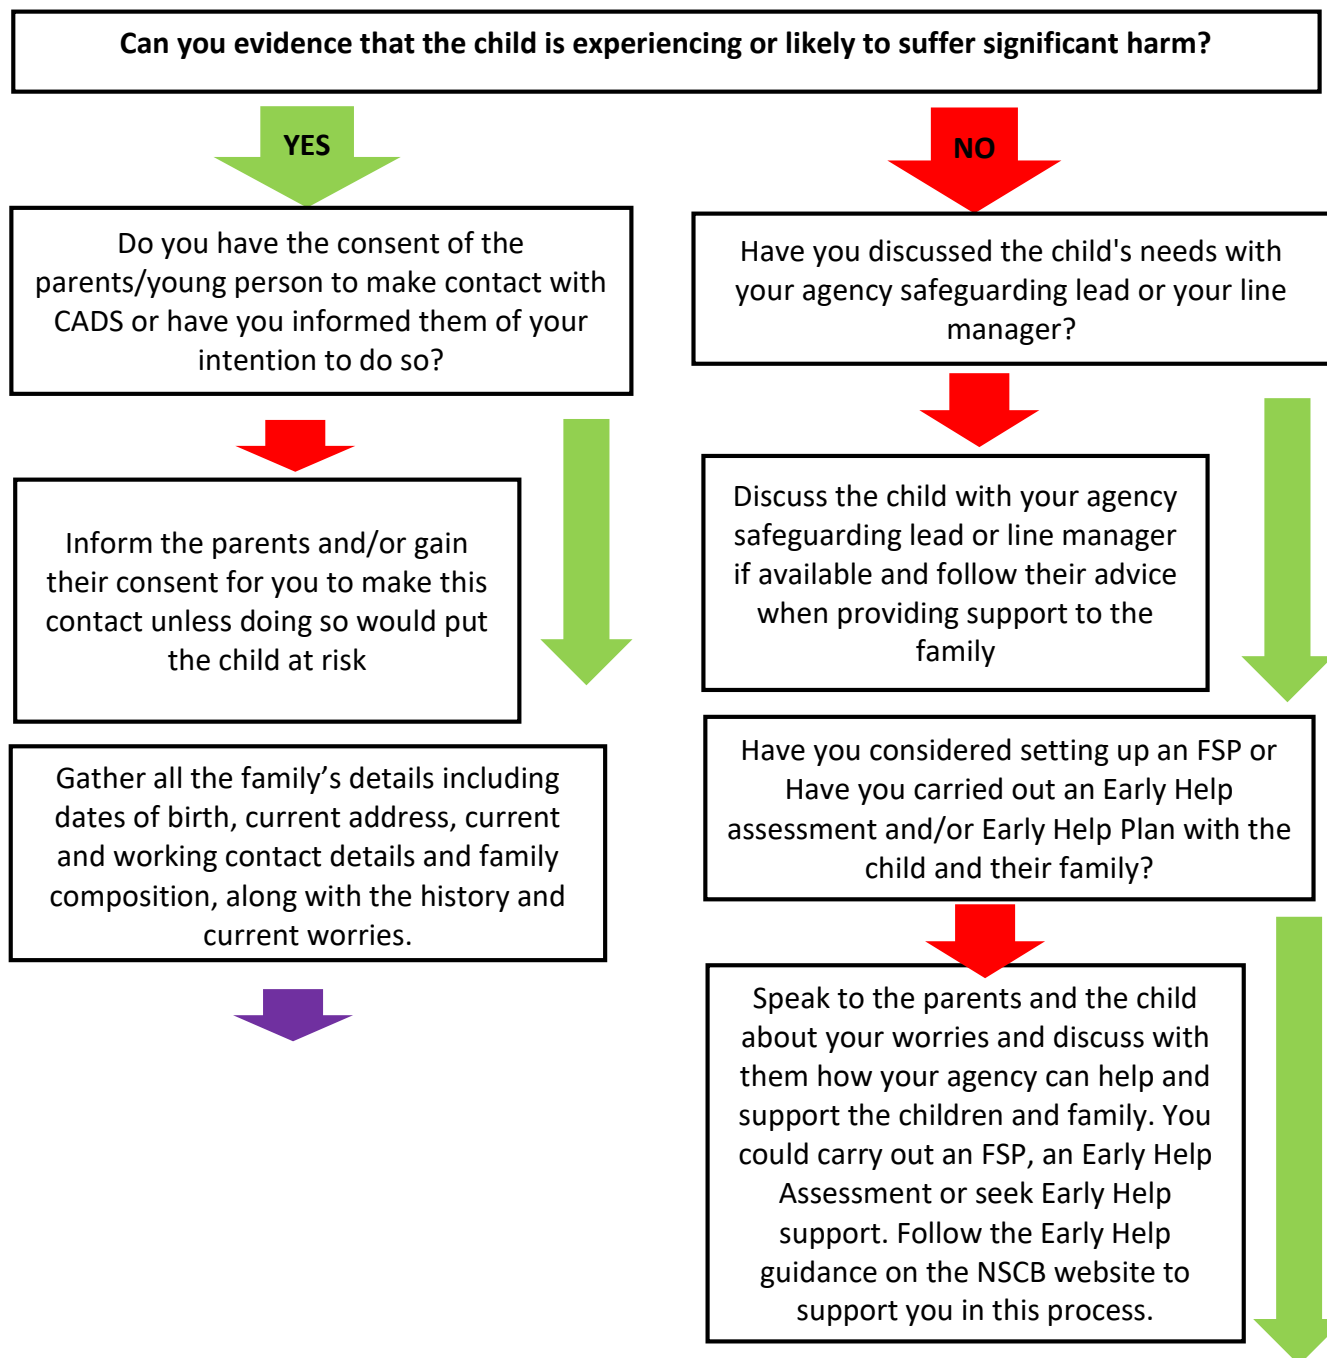 Can you evidence that the child is experiencing or likely to suffer significant harm?
YES
Do you have the consent of the
parents/young person to make contact with
CADS or have you informed them of your
intention to do so?
Inform the parents and/or gain
their consent for you to make this
contact unless doing so would put
the child at risk
Gather all the family’s details including
dates of birth, current address, current
and working contact details and family
composition, along with the history and
current worries.
NO
Have you discussed the child's needs with
your agency safeguarding lead or your line
manager?
Discuss the child with your agency
safeguarding lead or line manager
if available and follow their advice
when providing support to the
family
Have you considered setting up an FSP or
Have you carried out an Early Help
assessment and/or Early Help Plan with the
child and their family?
Speak to the parents and the child
about your worries and discuss with
them how your agency can help and
support the children and family. You
could carry out an FSP, an Early Help
Assessment or seek Early Help
support. Follow the Early Help
guidance on the NSCB website to
support you in this process.